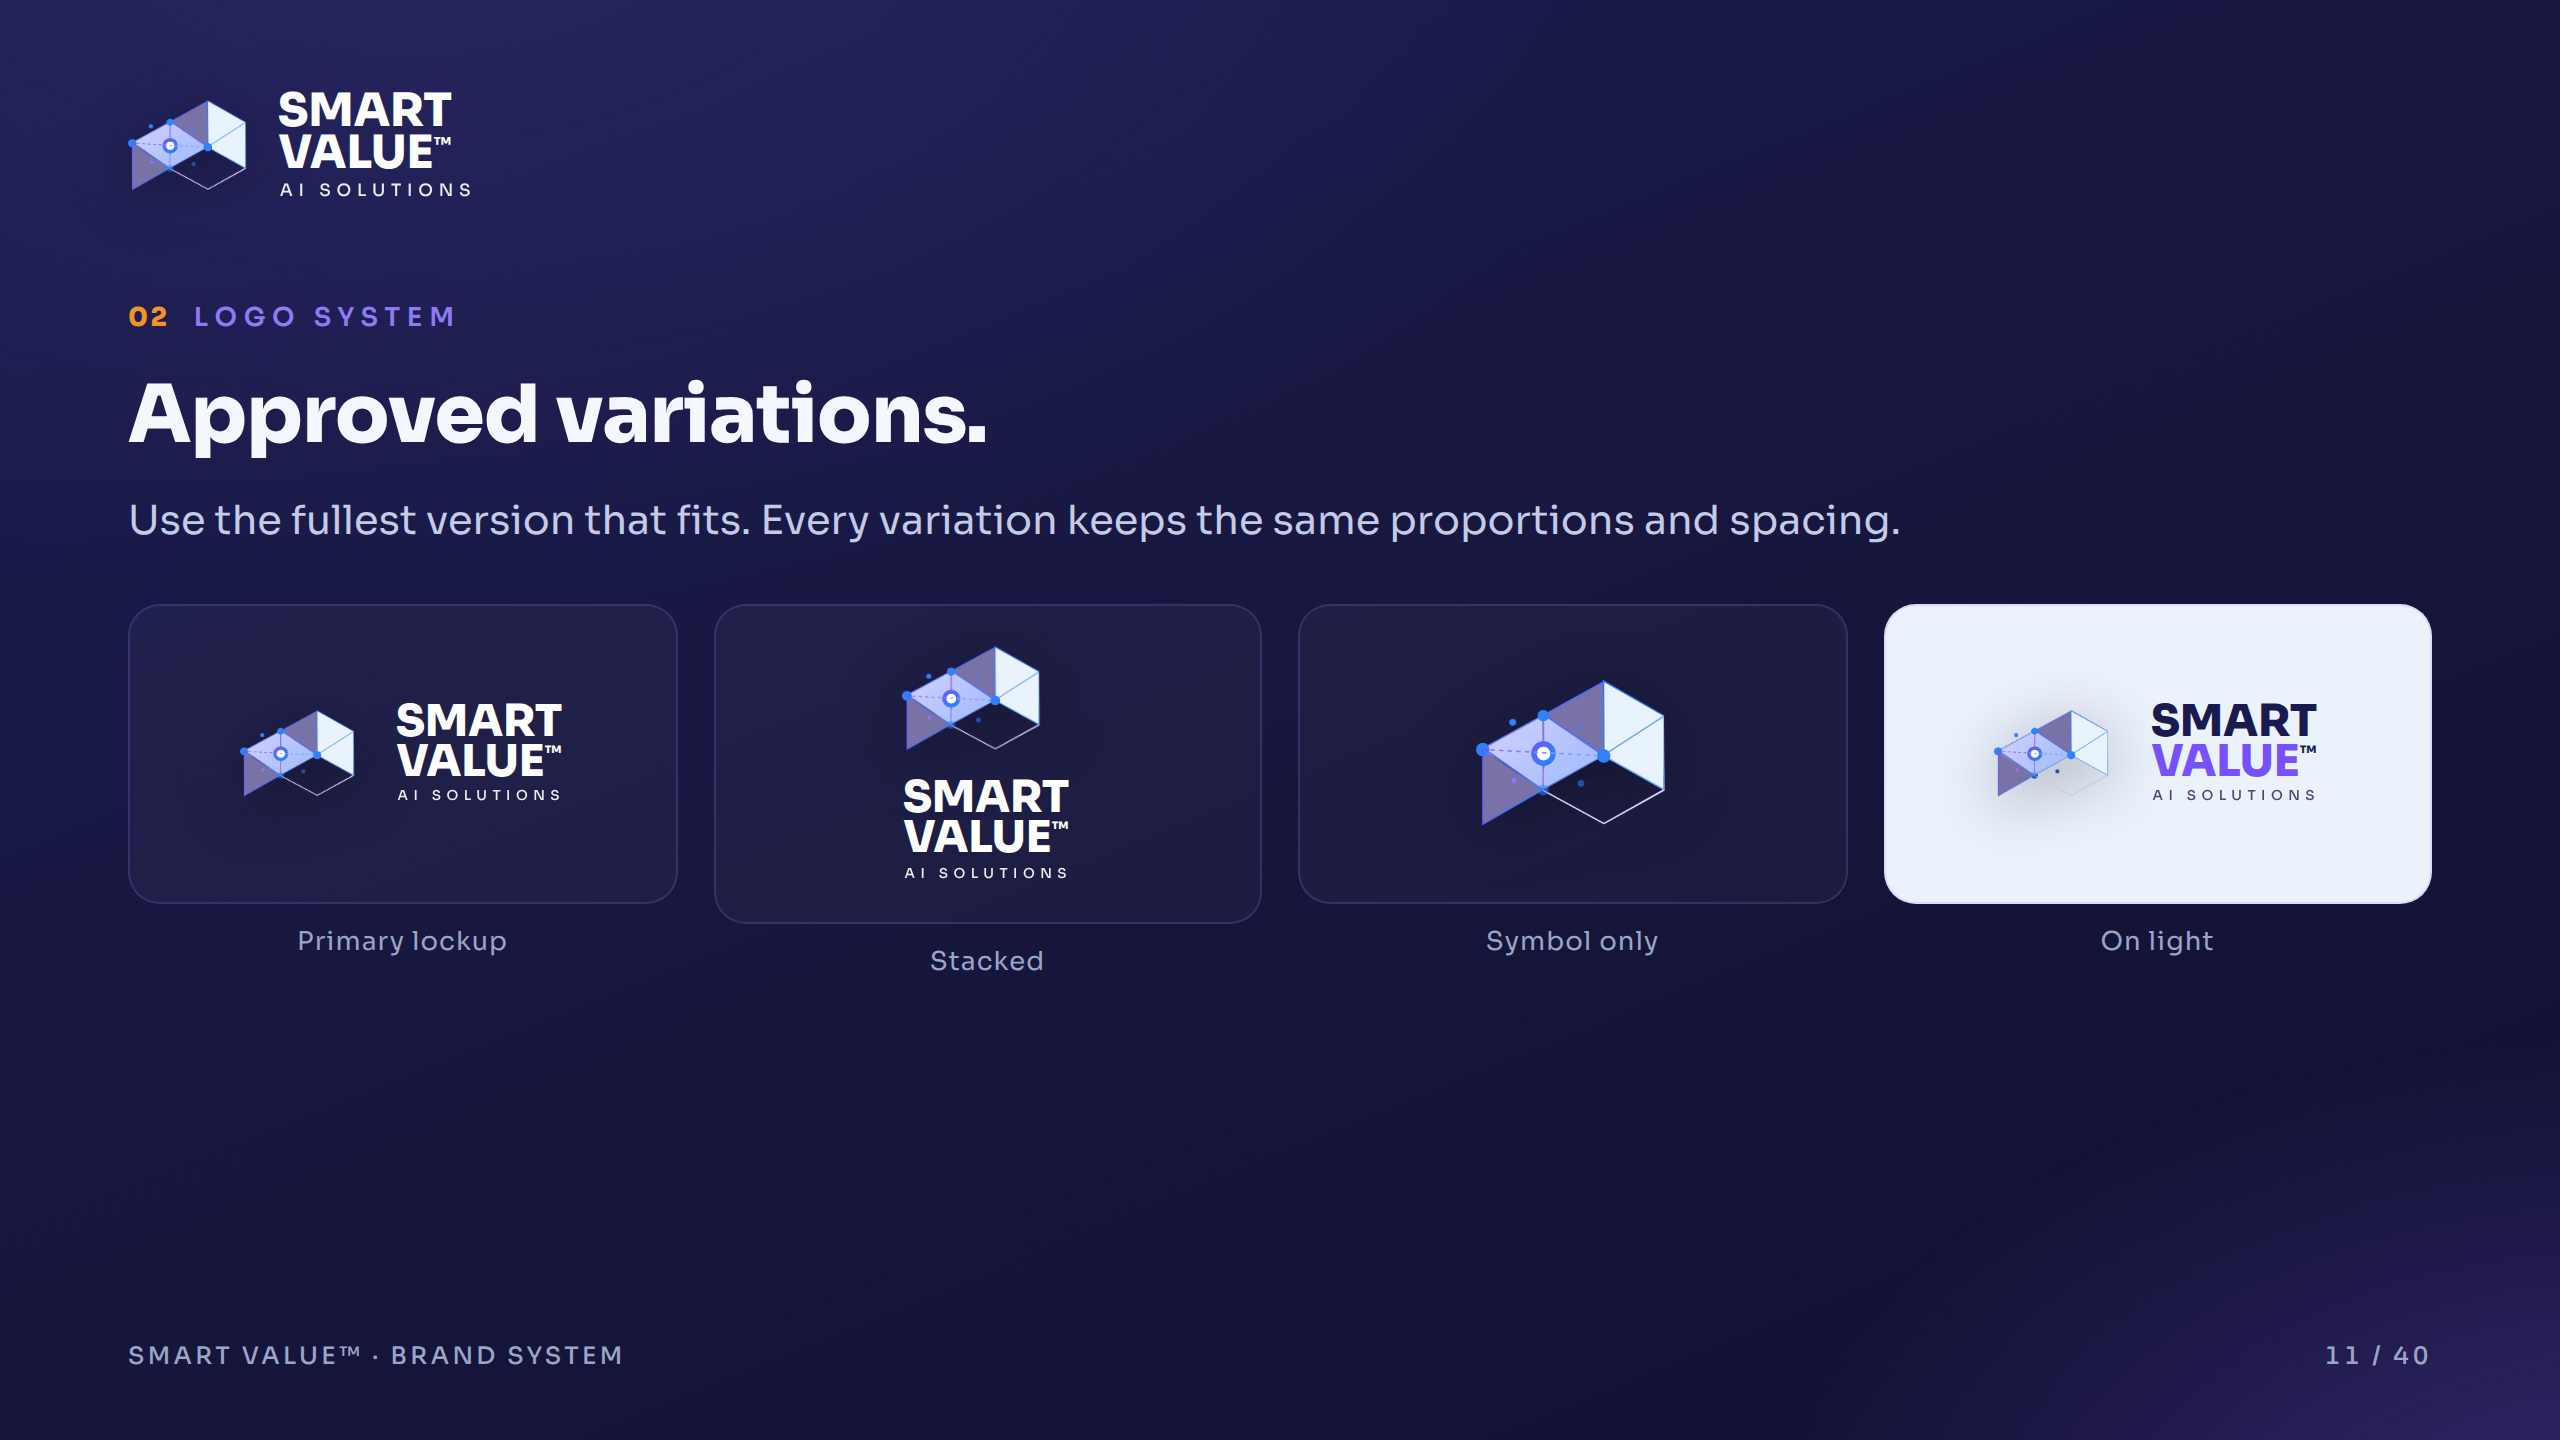 SMART
VALUE™
AI SOLUTIONS
02 LOGO SYSTEM
Approved variations.
Use the fullest version that fits. Every variation keeps the same proportions and spacing.
SMART
VALUE™
AI SOLUTIONS
Primary lockup
SMART
VALUE™
AI SOLUTIONS
Stacked
Symbol only
SMART
VALUE™
AI SOLUTIONS
On light
SMART VALUE™ · BRAND SYSTEM
11 / 40